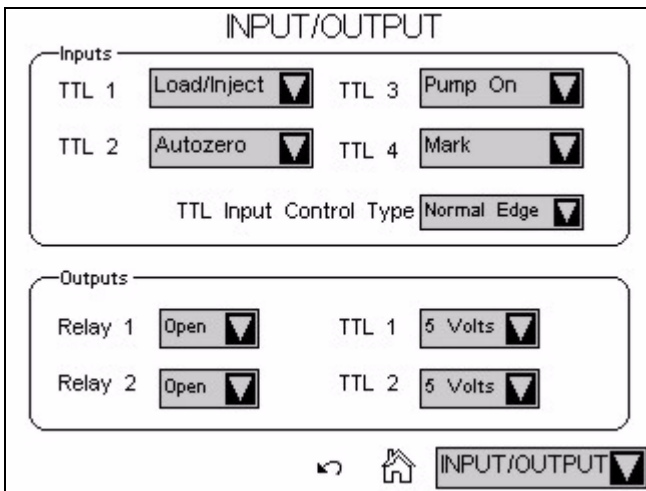 INPUT/OUTPUT
Inputs
TTL 1 Load/Inject TTL 3 Pump On
TTL 2 Autozero TTL 4 Mark
TTL Input Control Type Normal Edge
Outputs
Relay 1 Open TTL 1 5 Volts
Relay 2 Open TTL 2 5 Volts
INPUT/OUTPUT